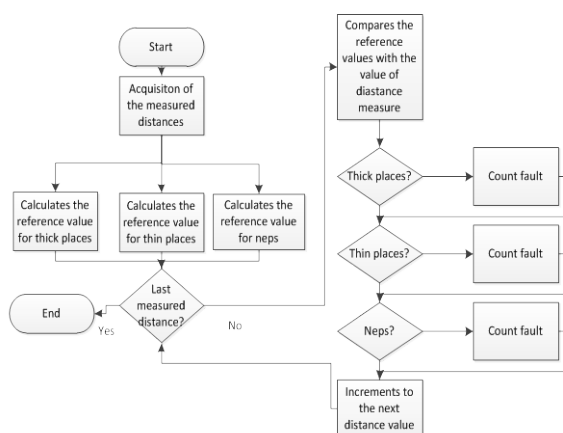 Start
Acquisiton of
the measured
distances
Calculates the
reference value
for thick places
Calculates the
reference value
for thin places
Calculates the
reference value
for neps
Last
measured
distance?
End
Yes
No
Compares the
reference
values with the
value of
diastance
measure
Thick places?
Count fault
Thin places?
Count fault
Neps?
Count fault
Increments to
the next
distance value